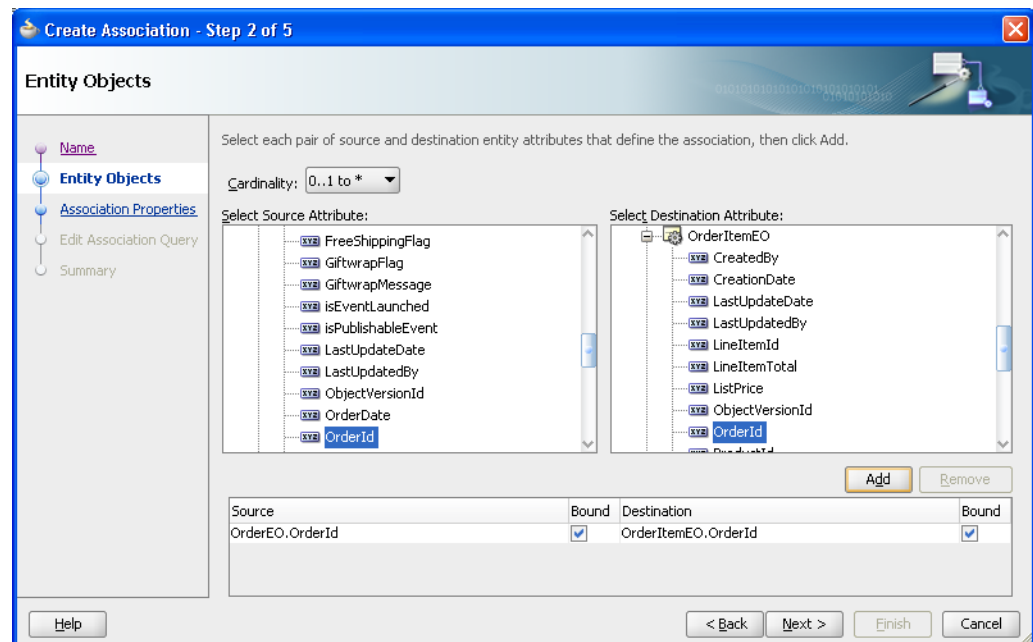 Create Association - Step 2 of 5
Entity Objects
Name
Entity Objects
Association Properties
Edit Association Query
Summary
Select each pair of source and destination entity attributes that define the association, then click Add.
Cardinality: 0..1 to *
Select Source Attribute:
FreeShippingFlag
GiftwrapFlag
GiftwrapMessage
isEventLaunched
isPublishableEvent
LastUpdateDate
LastUpdatedBy
ObjectVersionId
OrderDate
OrderId
Select Destination Attribute:
OrderItemEO
CreatedBy
CreationDate
LastUpdateDate
LastUpdatedBy
LineItemId
LineItemTotal
ListPrice
ObjectVersionId
OrderId
ProductId
Add Remove
Source Bound Destination Bound
OrderEO.OrderId OrderItemEO.OrderId
Help < Back Next > Finish Cancel